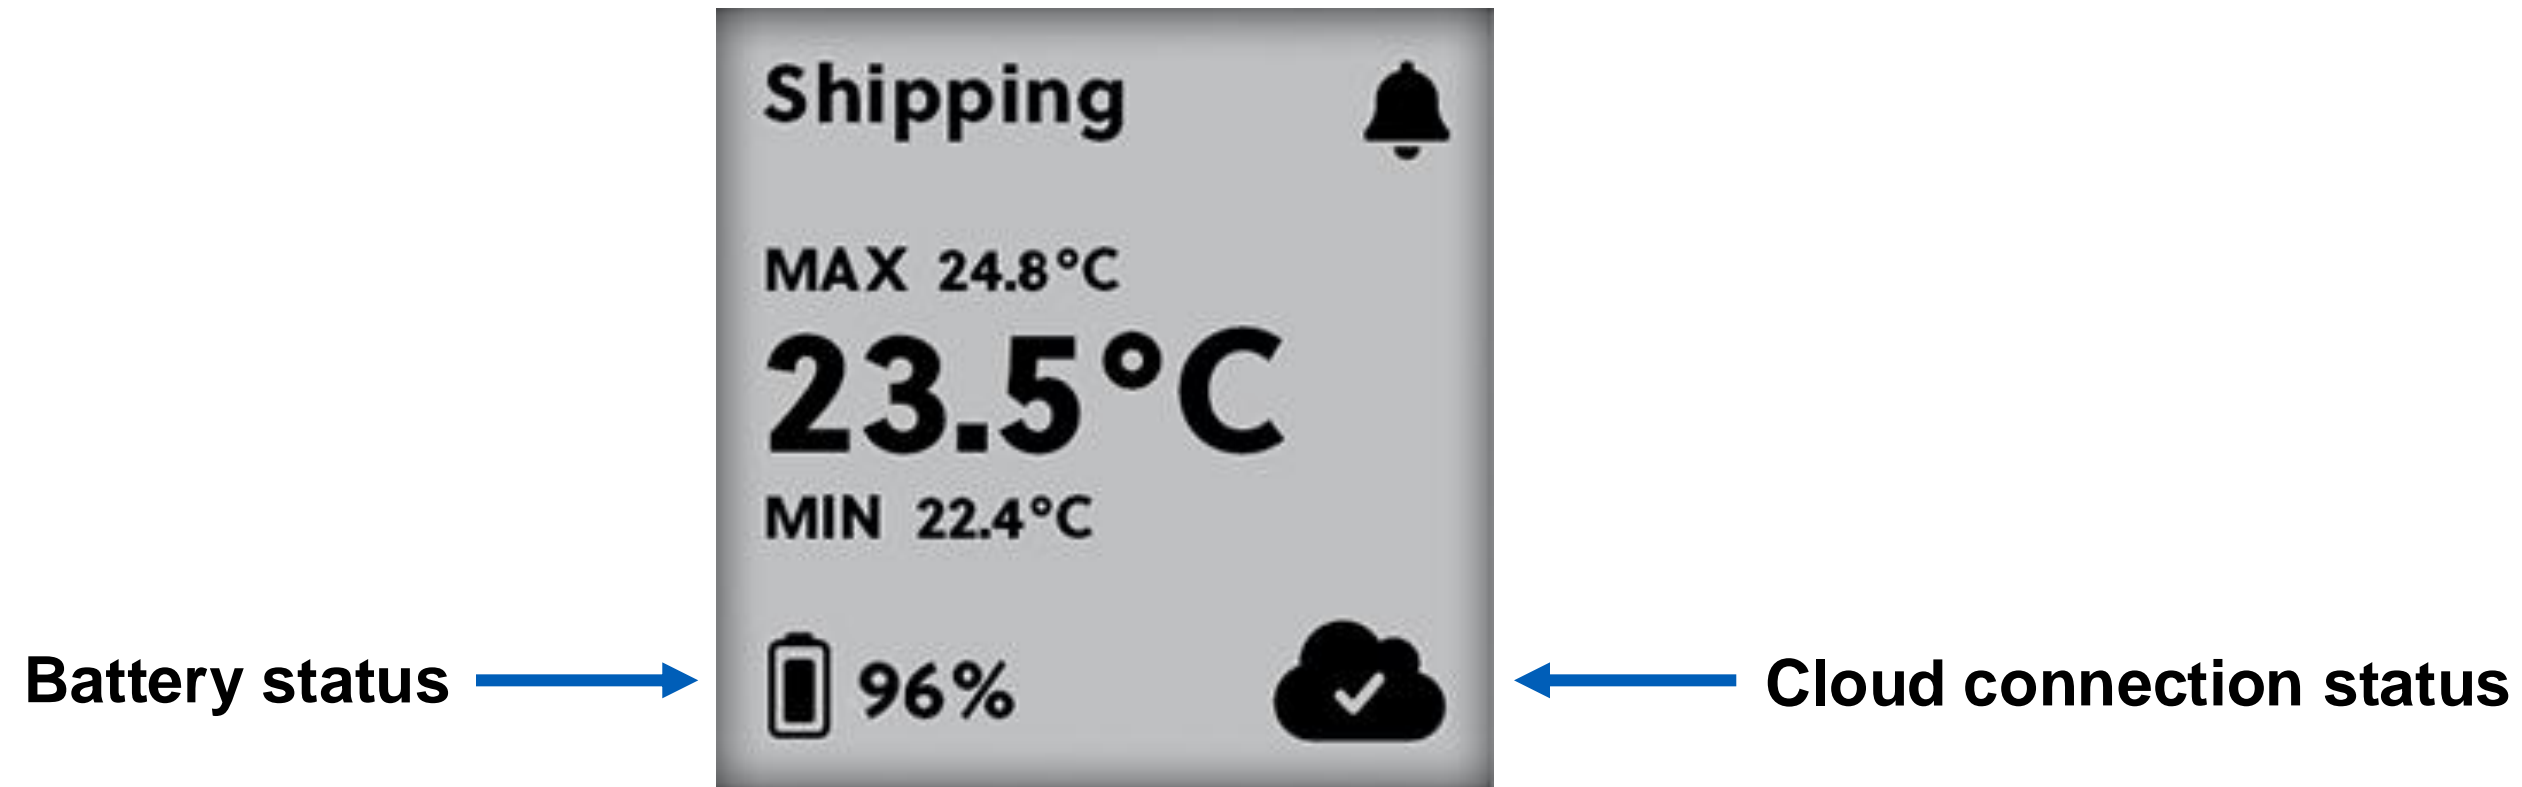 Shipping
MAX 24.8°C
23.5°C
MIN 22.4°C
Battery status
96%
Cloud connection status